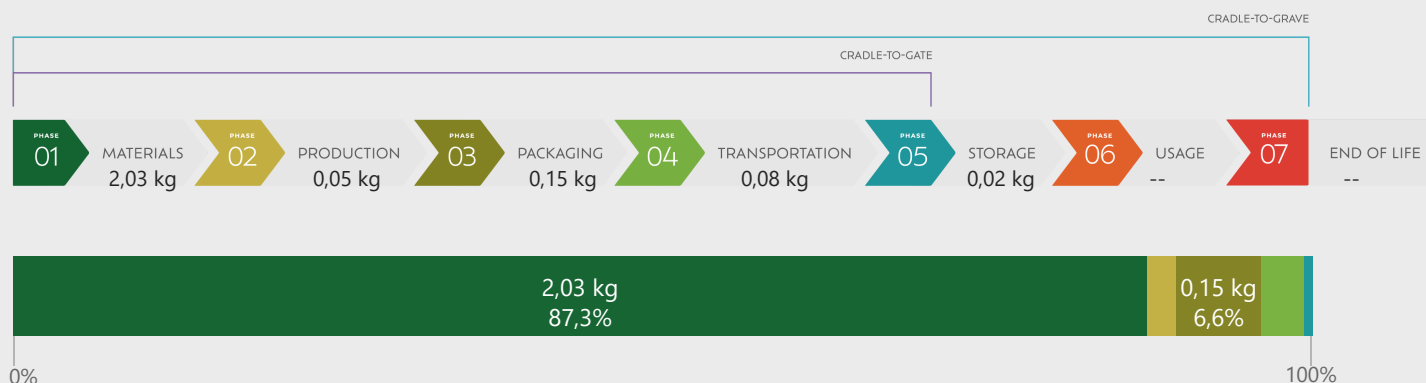 CRADLE-TO-GRAVE
CRADLE-TO-GATE
PHASE
01
MATERIALS
2,03 kg
PHASE
02
PRODUCTION
0,05 kg
PHASE
03
PACKAGING
0,15 kg
PHASE
04
TRANSPORTATION
0,08 kg
PHASE
05
STORAGE
0,02 kg
PHASE
06
USAGE
--
PHASE
07
END OF LIFE
--
2,03 kg
87,3%
0,15 kg
6,6%
0%
100%